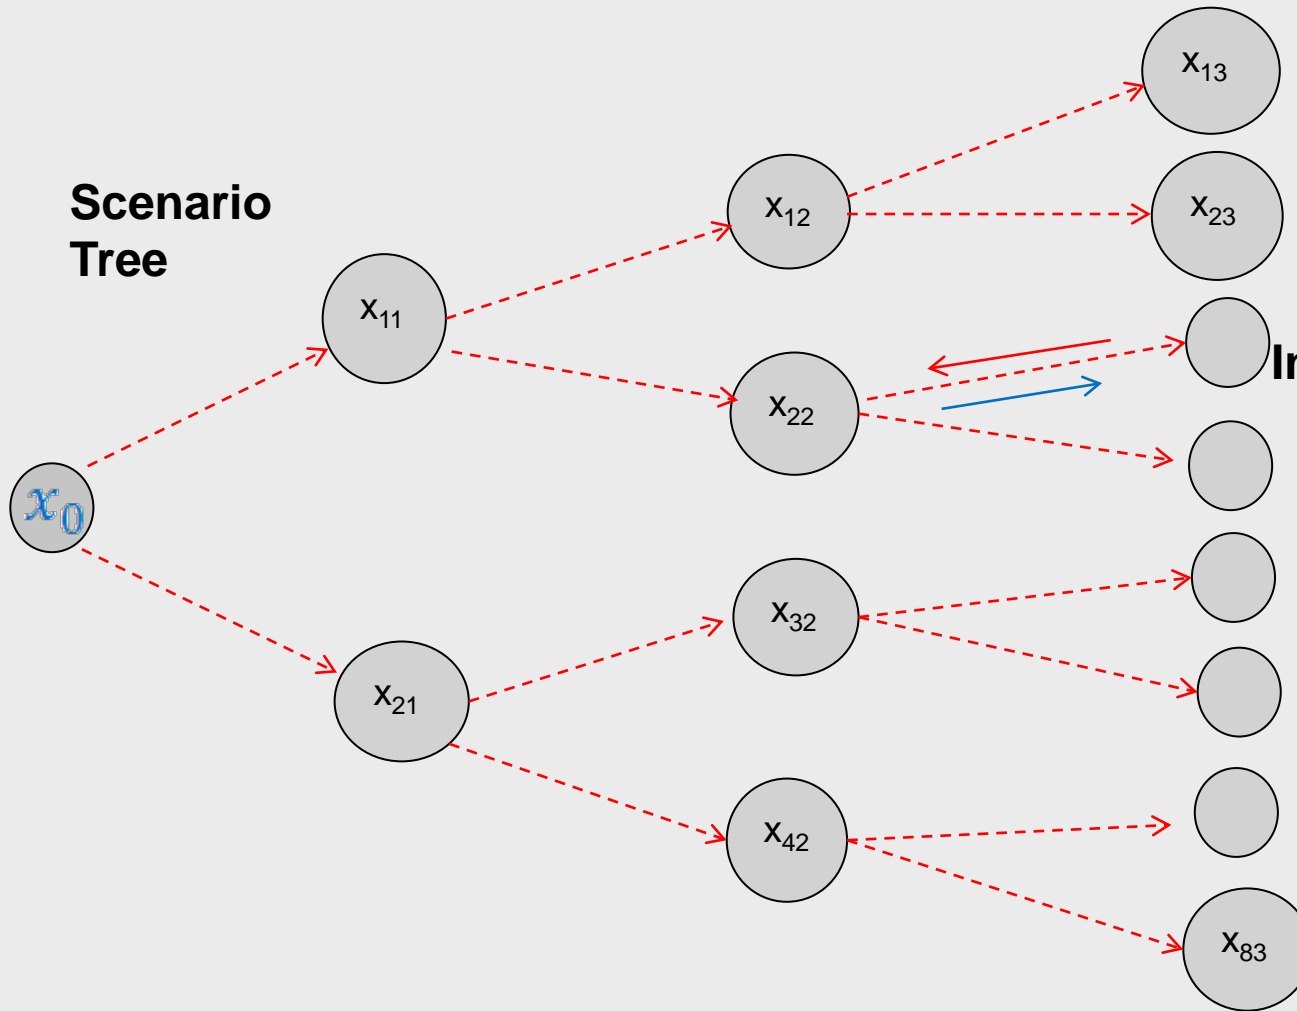 Scenario
Tree
x₀
x₁₁
x₂₁
x₁₂
x₂₂
x₃₂
x₄₂
x₁₃
x₂₃
x₈₃